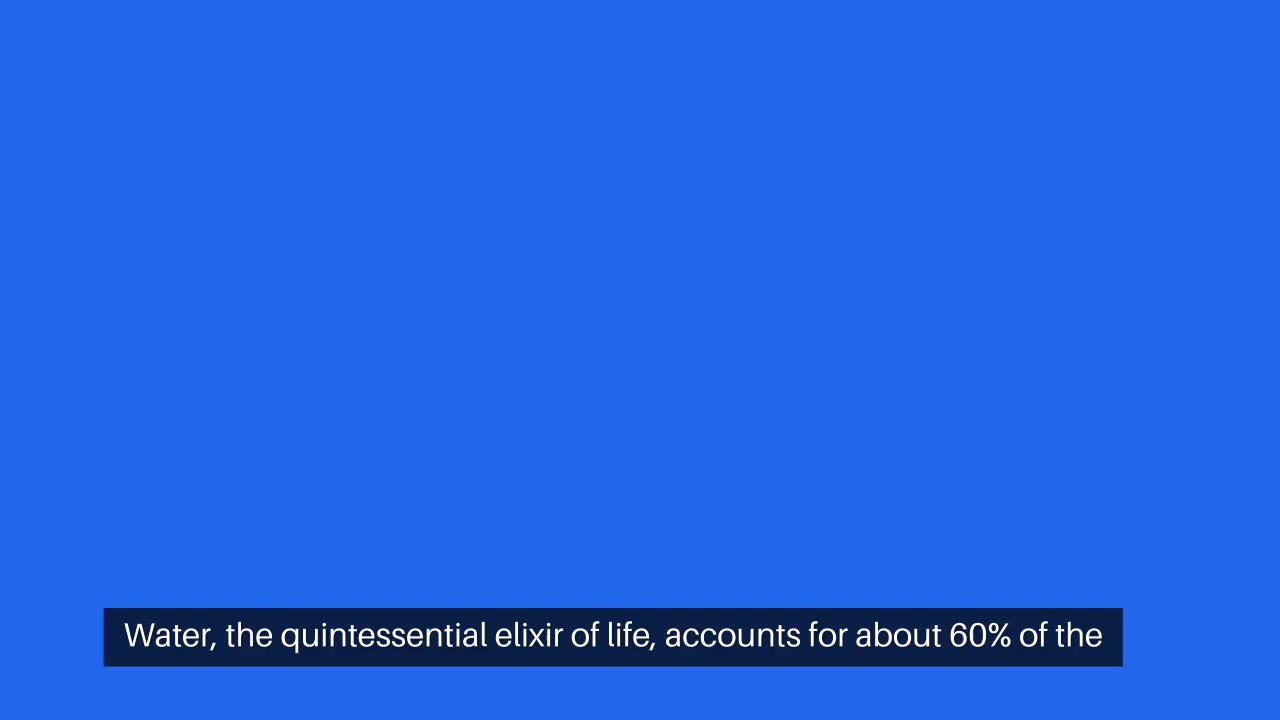 Water, the quintessential elixir of life, accounts for about 60% of the